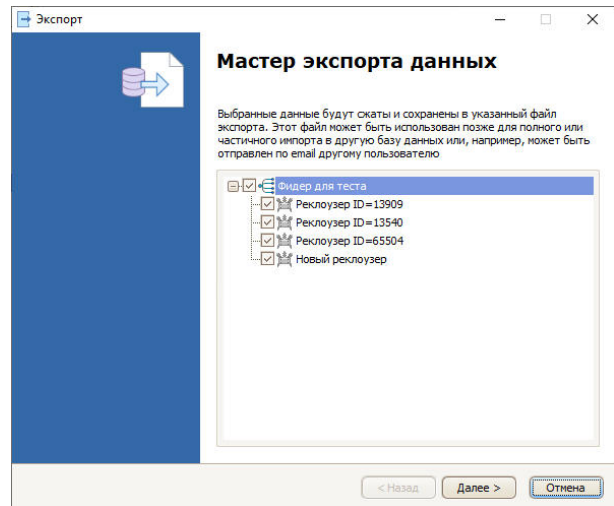 Экспорт
Мастер экспорта данных
Выбранные данные будут сжаты и сохранены в указанный файл
экспорта. Этот файл может быть использован позже для полного или
частичного импорта в другую базу данных или, например, может быть
отправлен по email другому пользователю
Фидер для теста
Реклоузер ID=13909
Реклоузер ID=13540
Реклоузер ID=65504
Новый реклоузер
< Назад Далее > Отмена